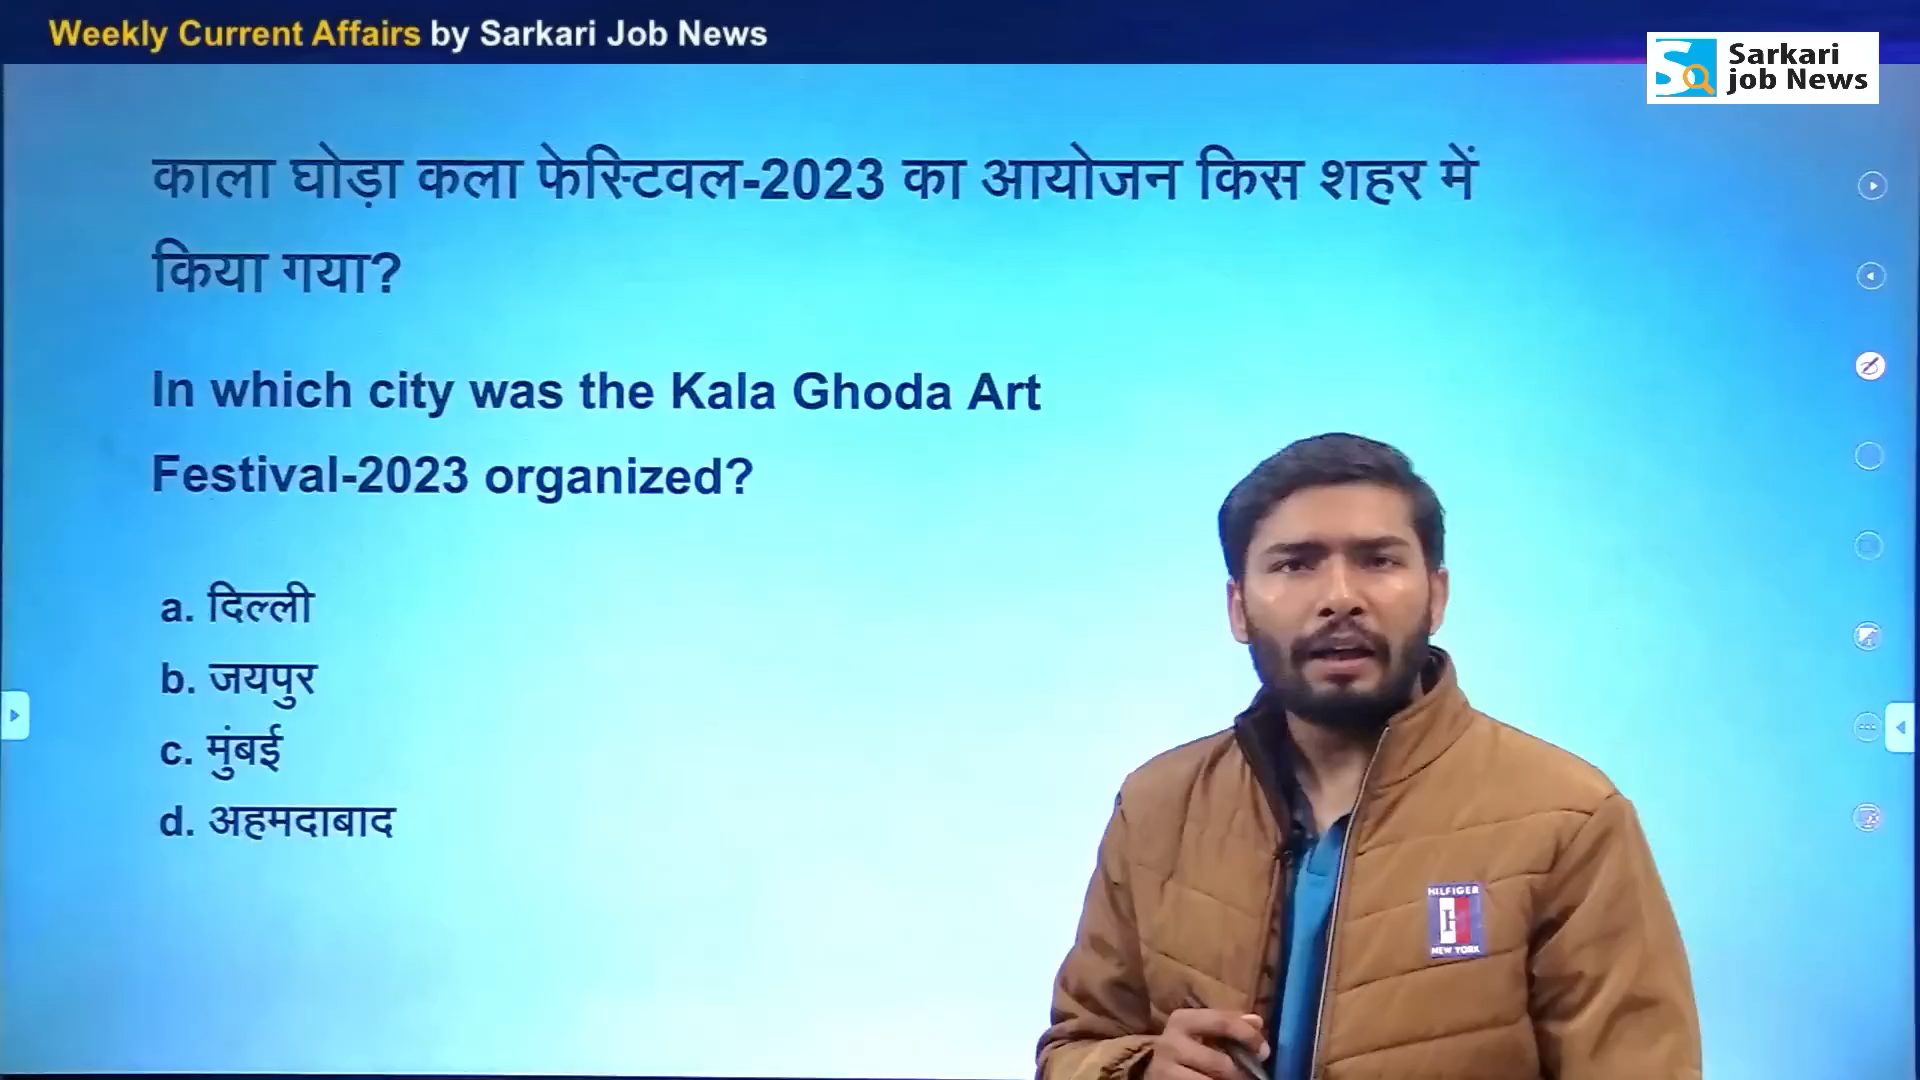 Weekly Current Affairs by Sarkari Job News
Sarkari
job News
काला घोड़ा कला फेस्टिवल-2023 का आयोजन किस शहर में
किया गया?
In which city was the Kala Ghoda Art
Festival-2023 organized?
a. दिल्ली
b. जयपुर
c. मुंबई
d. अहमदाबाद
HILFIGER
H
NEW YORK